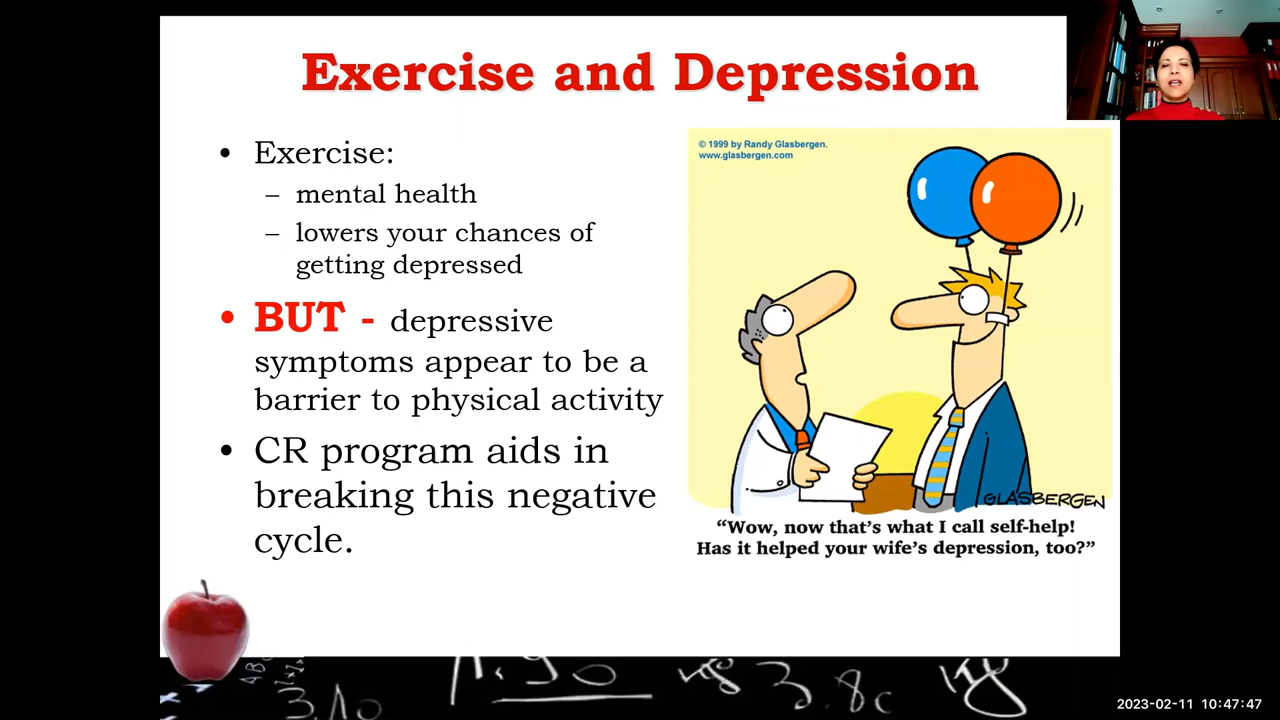 Exercise and Depression
• Exercise:
– mental health
– lowers your chances of
getting depressed
• BUT - depressive
symptoms appear to be a
barrier to physical activity
• CR program aids in
breaking this negative
cycle.
© 1999 by Randy Glasbergen.
www.glasbergen.com
GLASBERGEN
“Wow, now that’s what I call self-help!
Has it helped your wife’s depression, too?”
2023-02-11 10:47:47